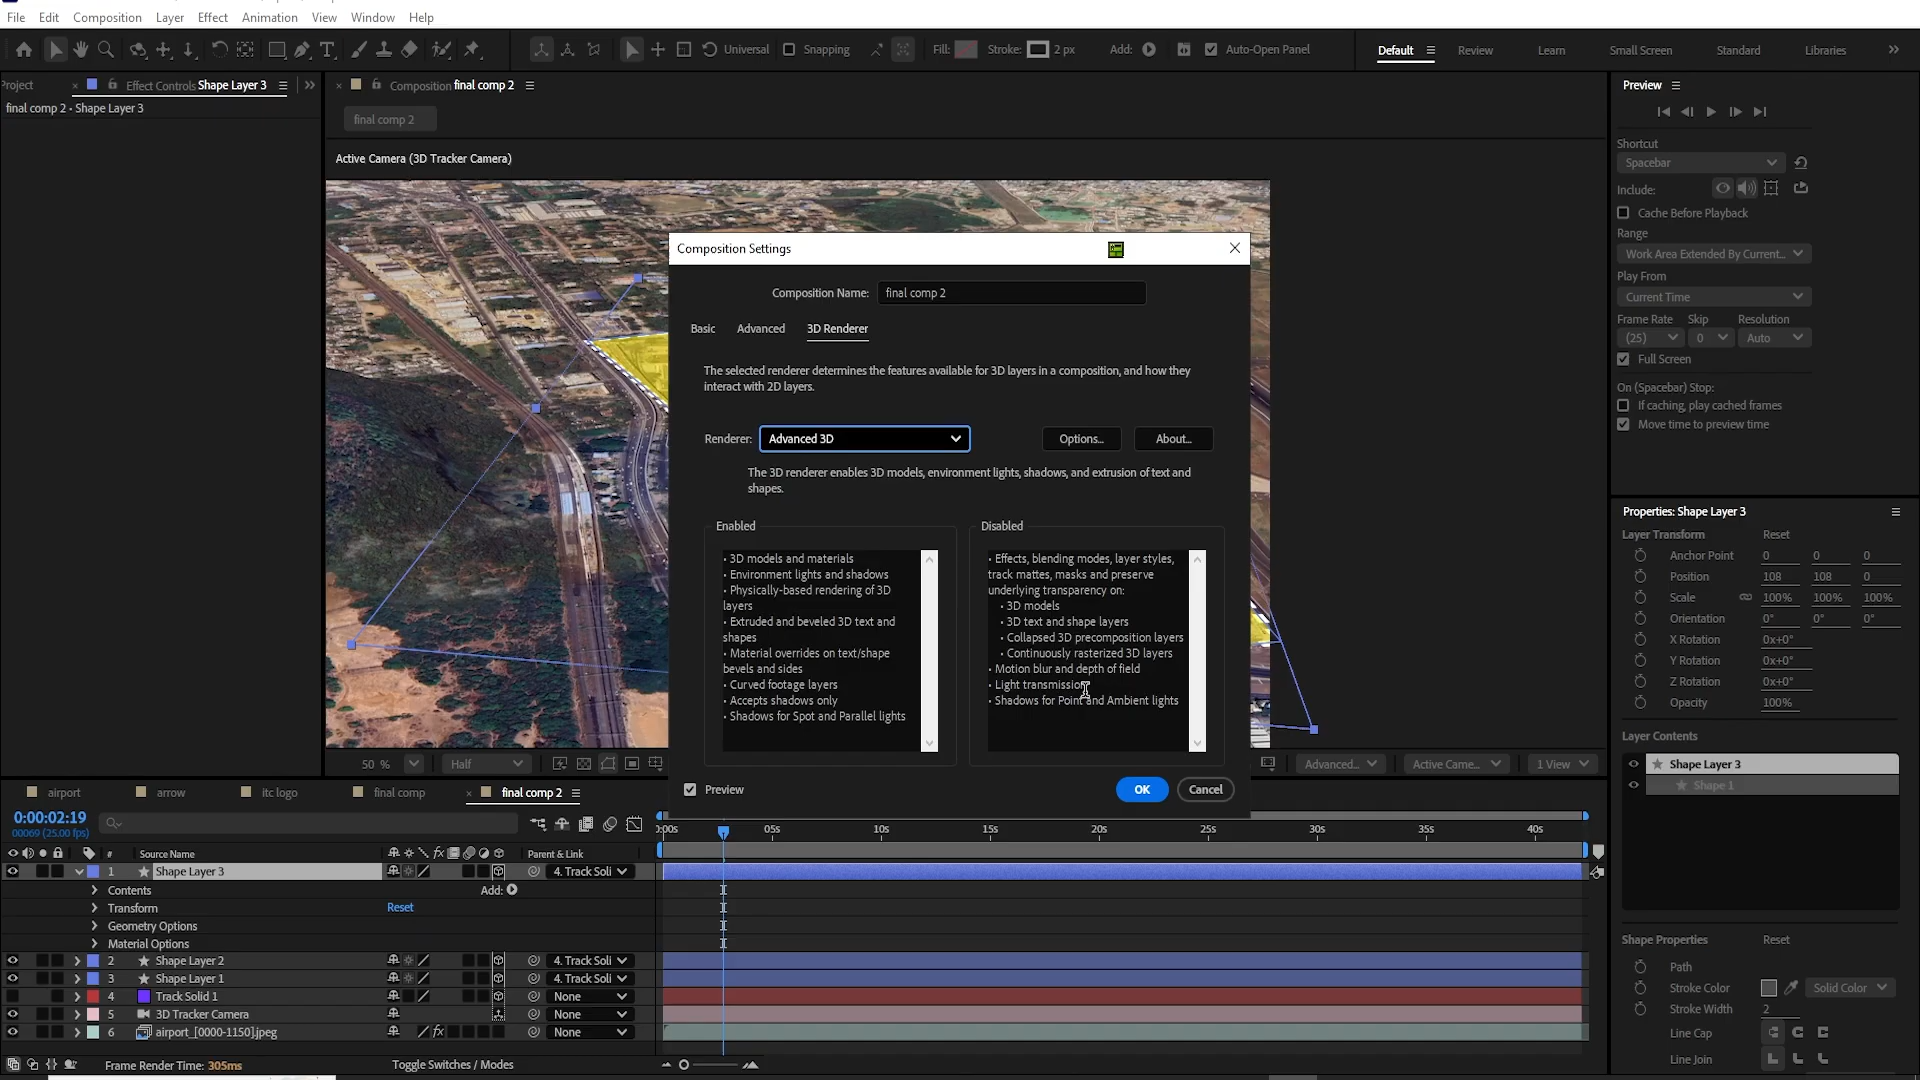 File Edit Composition Layer Effect Animation View Window Help
Universal Snapping Fill: Stroke: 2 px Add: Auto-Open Panel Default Review Learn Small Screen Standard Libraries
Project Effect Controls Shape Layer 3 Composition final comp 2
final comp 2 • Shape Layer 3
final comp 2
Active Camera (3D Tracker Camera)
Composition Settings
Composition Name: final comp 2
Basic Advanced 3D Renderer
The selected renderer determines the features available for 3D layers in a composition, and how they
interact with 2D layers.
Renderer: Advanced 3D Options... About...
The 3D renderer enables 3D models, environment lights, shadows, and extrusion of text and
shapes.
Enabled
• 3D models and materials
• Environment lights and shadows
• Physically-based rendering of 3D
layers
• Extruded and beveled 3D text and
shapes
• Material overrides on text/shape
bevels and sides
• Curved footage layers
• Accepts shadows only
• Shadows for Spot and Parallel lights
Disabled
• Effects, blending modes, layer styles,
track mattes, masks and preserve
underlying transparency on:
• 3D models
• 3D text and shape layers
• Collapsed 3D precomposition layers
• Continuously rasterized 3D layers
• Motion blur and depth of field
• Light transmission
• Shadows for Point and Ambient lights
Preview OK Cancel
50 % Half Advanced... Active Came... 1 View
Preview
Shortcut
Spacebar
Include:
Cache Before Playback
Range
Work Area Extended By Current...
Play From
Current Time
Frame Rate Skip Resolution
(25) 0 Auto
Full Screen
On (Spacebar) Stop:
If caching, play cached frames
Move time to preview time
Properties: Shape Layer 3
Layer Transform Reset
Anchor Point 0 0 0
Position 108 108 0
Scale 100% 100% 100%
Orientation 0° 0° 0°
X Rotation 0x+0°
Y Rotation 0x+0°
Z Rotation 0x+0°
Opacity 100%
Layer Contents
Shape Layer 3
Shape 1
Shape Properties Reset
Path
Stroke Color Solid Color
Stroke Width 2
Line Cap
Line Join
airport arrow itc logo final comp final comp 2
0:00:02:19
00069 (25.00 fps)
:00s 05s 10s 15s 20s 25s 30s 35s 40s
# Source Name fx Parent & Link
1 Shape Layer 3 4. Track Soli
Contents Add:
Transform Reset
Geometry Options
Material Options
2 Shape Layer 2 4. Track Soli
3 Shape Layer 1 4. Track Soli
4 Track Solid 1 None
5 3D Tracker Camera None
6 airport_[0000-1150].jpeg fx None
Frame Render Time: 305ms Toggle Switches / Modes